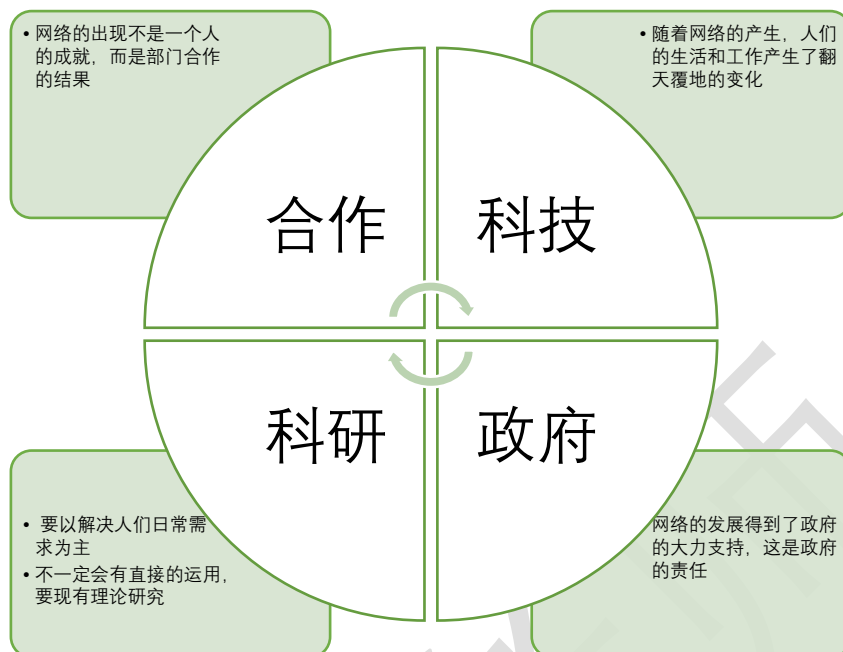 • 网络的出现不是一个人
的成就，而是部门合作
的结果
• 随着网络的产生，人们
的生活和工作产生了翻
天覆地的变化
合作
科技
科研
政府
• 要以解决人们日常需
求为主
• 不一定会有直接的运用，
要现有理论研究
网络的发展得到了政府
的大力支持，这是政府
的责任